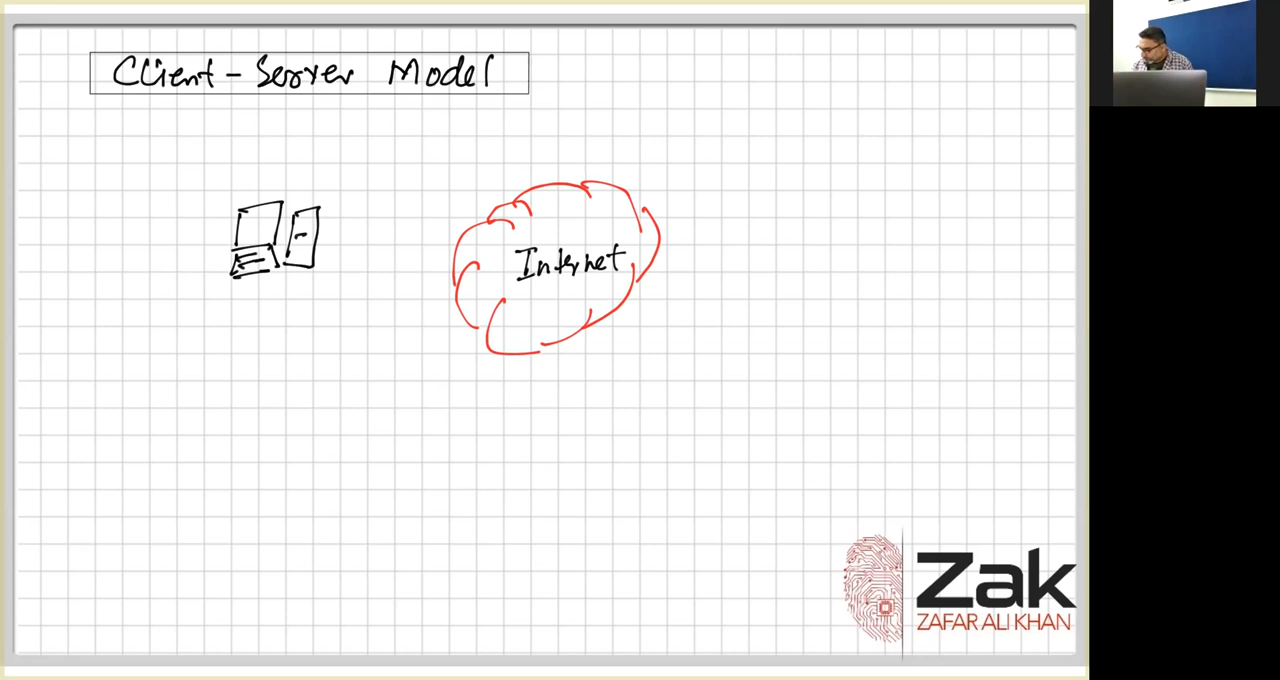 Client - Server Model
Internet
Zak
ZAFAR ALI KHAN